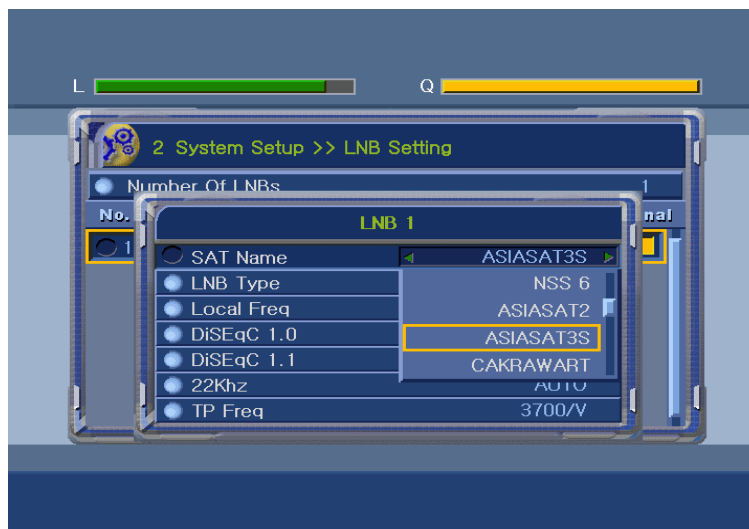 L Q
2 System Setup >> LNB Setting
Number Of LNBs 1
No. nal
1
LNB 1
SAT Name ASIASAT3S
LNB Type NSS 6
Local Freq ASIASAT2
DiSEqC 1.0 ASIASAT3S
DiSEqC 1.1 CAKRAWART
22Khz AUTO
TP Freq 3700/V